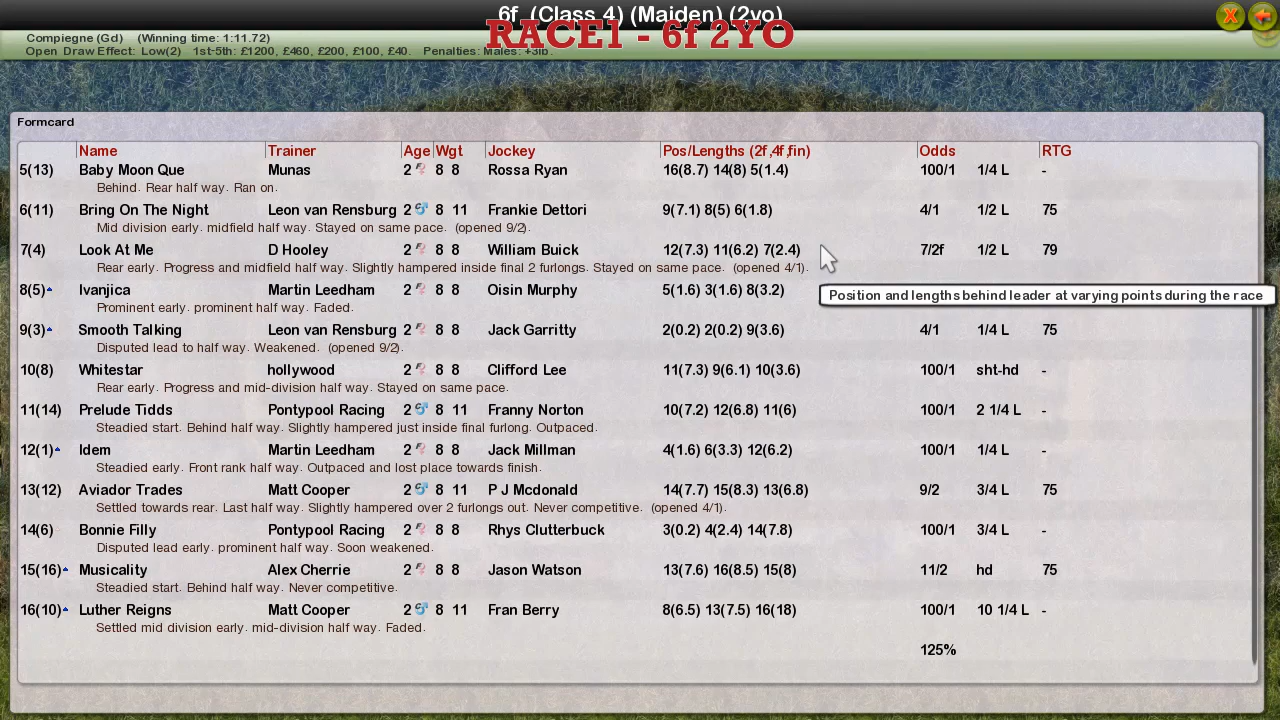 6f (Class 4) (Maiden) (2yo)
RACE1 - 6f 2YO
Compiegne (Gd) (Winning time: 1:11.72)
Open Draw Effect: Low(2) 1st-5th: £1200, £460, £200, £100, £40. Penalties: Males: +3lb.
Formcard
Name Trainer Age Wgt Jockey Pos/Lengths (2f,4f,fin) Odds RTG
5(13) Baby Moon Que Munas 2 8 8 Rossa Ryan 16(8.7) 14(8) 5(1.4) 100/1 1/4 L -
Behind. Rear half way. Ran on.
6(11) Bring On The Night Leon van Rensburg 2 8 11 Frankie Dettori 9(7.1) 8(5) 6(1.8) 4/1 1/2 L 75
Mid division early. midfield half way. Stayed on same pace. (opened 9/2).
7(4) Look At Me D Hooley 2 8 8 William Buick 12(7.3) 11(6.2) 7(2.4) 7/2f 1/2 L 79
Rear early. Progress and midfield half way. Slightly hampered inside final 2 furlongs. Stayed on same pace. (opened 4/1).
8(5) Ivanjica Martin Leedham 2 8 8 Oisin Murphy 5(1.6) 3(1.6) 8(3.2)
Position and lengths behind leader at varying points during the race
Prominent early. prominent half way. Faded.
9(3) Smooth Talking Leon van Rensburg 2 8 8 Jack Garritty 2(0.2) 2(0.2) 9(3.6) 4/1 1/4 L 75
Disputed lead to half way. Weakened. (opened 9/2).
10(8) Whitestar hollywood 2 8 8 Clifford Lee 11(7.3) 9(6.1) 10(3.6) 100/1 sht-hd -
Rear early. Progress and mid-division half way. Stayed on same pace.
11(14) Prelude Tidds Pontypool Racing 2 8 11 Franny Norton 10(7.2) 12(6.8) 11(6) 100/1 2 1/4 L -
Steadied start. Behind half way. Slightly hampered just inside final furlong. Outpaced.
12(1) Idem Martin Leedham 2 8 8 Jack Millman 4(1.6) 6(3.3) 12(6.2) 100/1 1/4 L -
Steadied early. Front rank half way. Outpaced and lost place towards finish.
13(12) Aviador Trades Matt Cooper 2 8 11 P J Mcdonald 14(7.7) 15(8.3) 13(6.8) 9/2 3/4 L 75
Settled towards rear. Last half way. Slightly hampered over 2 furlongs out. Never competitive. (opened 4/1).
14(6) Bonnie Filly Pontypool Racing 2 8 8 Rhys Clutterbuck 3(0.2) 4(2.4) 14(7.8) 100/1 3/4 L -
Disputed lead early. prominent half way. Soon weakened.
15(16) Musicality Alex Cherrie 2 8 8 Jason Watson 13(7.6) 16(8.5) 15(8) 11/2 hd 75
Steadied start. Behind half way. Never competitive.
16(10) Luther Reigns Matt Cooper 2 8 11 Fran Berry 8(6.5) 13(7.5) 16(18) 100/1 10 1/4 L -
Settled mid division early. mid-division half way. Faded.
125%